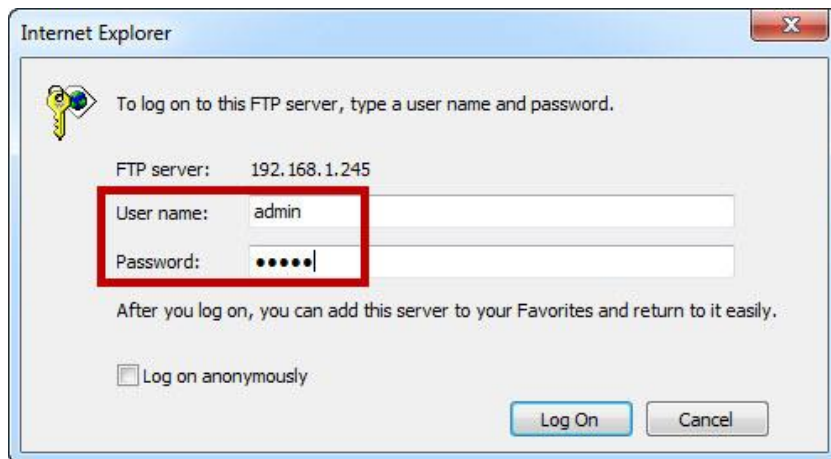 Internet Explorer
To log on to this FTP server, type a user name and password.
FTP server: 192.168.1.245
User name: admin
Password: •••••
After you log on, you can add this server to your Favorites and return to it easily.
Log on anonymously
Log On Cancel